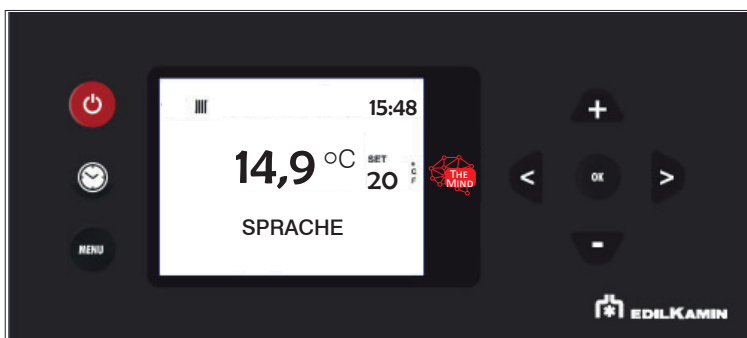 15:48
14,9 °C
SET
20
°C
F
SPRACHE
THE
MIND
MENU
+
<
OK
>
-
EDILKAMIN